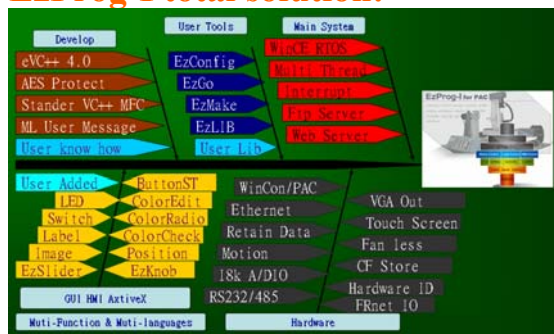 EzProg-I total solution:
User Tools
Main System
Develop
eVC++ 4.0
AES Protect
Stander VC++ MFC
ML User Message
User know how
EzConfig
EzGo
EzMake
EzLIB
User Lib
WinCE RTOS
Multi Thread
Interrupt
Ftp Server
Web Server
EzProg-I for PAC
User Added
LED
Switch
Label
Image
EzSlider
ButtonST
ColorEdit
ColorRadio
ColorCheck
Position
EzKnob
WinCon/PAC
Ethernet
Retain Data
Motion
I8k A/DIO
RS232/485
VGA Out
Touch Screen
Fan less
CF Store
Hardware ID
FRnet IO
GUI HMI AxtiveX
Muti-Function & Muti-languages
Hardware